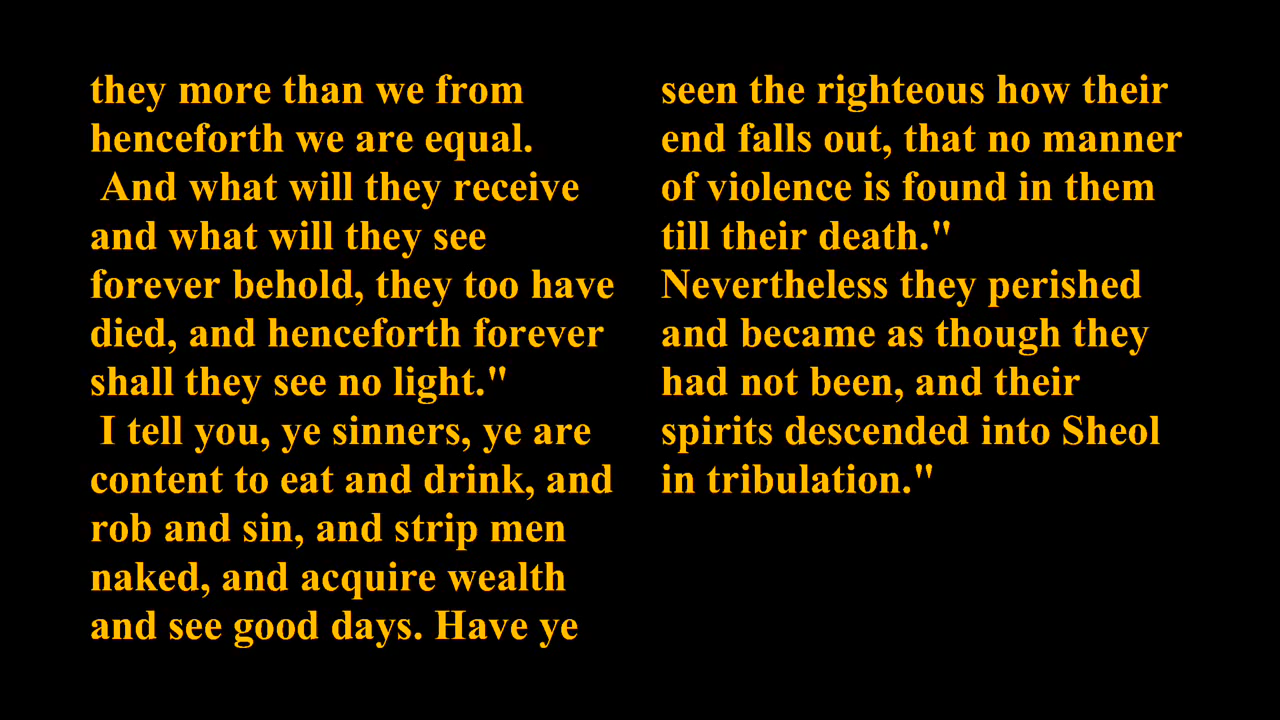 they more than we from
henceforth we are equal.
And what will they receive
and what will they see
forever behold, they too have
died, and henceforth forever
shall they see no light."
I tell you, ye sinners, ye are
content to eat and drink, and
rob and sin, and strip men
naked, and acquire wealth
and see good days. Have ye
seen the righteous how their
end falls out, that no manner
of violence is found in them
till their death."
Nevertheless they perished
and became as though they
had not been, and their
spirits descended into Sheol
in tribulation."